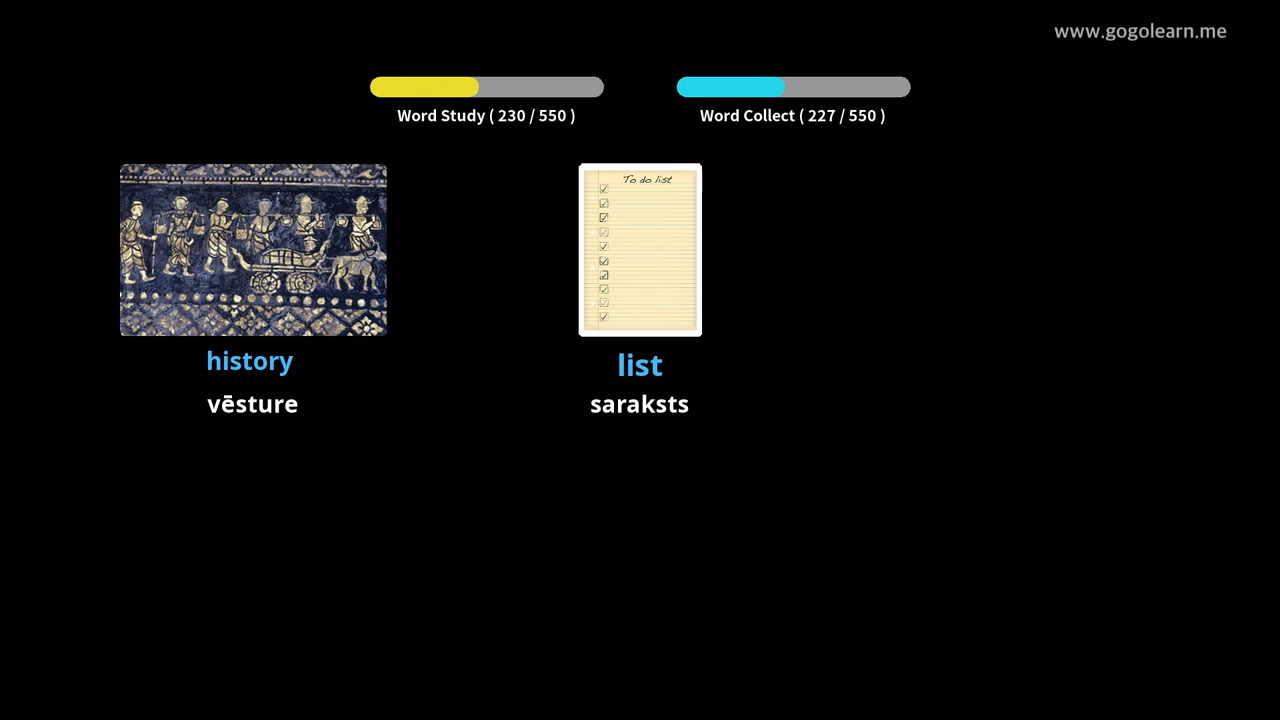 www.gogolearn.me
Word Study ( 230 / 550 )
Word Collect ( 227 / 550 )
To do list
history
list
vēsture
saraksts